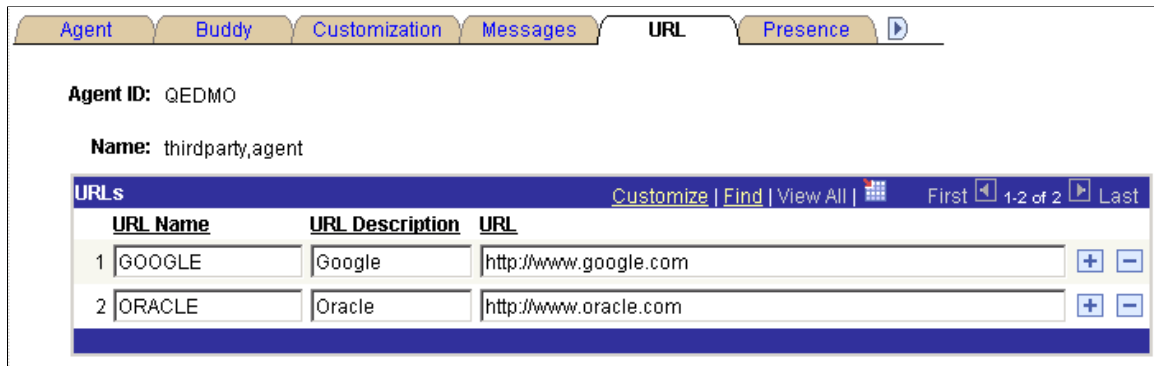 Agent Buddy Customization Messages URL Presence
Agent ID: QEDMO
Name: thirdparty,agent
URLs Customize | Find | View All | First 1-2 of 2 Last
URL Name URL Description URL
1 GOOGLE Google http://www.google.com
2 ORACLE Oracle http://www.oracle.com